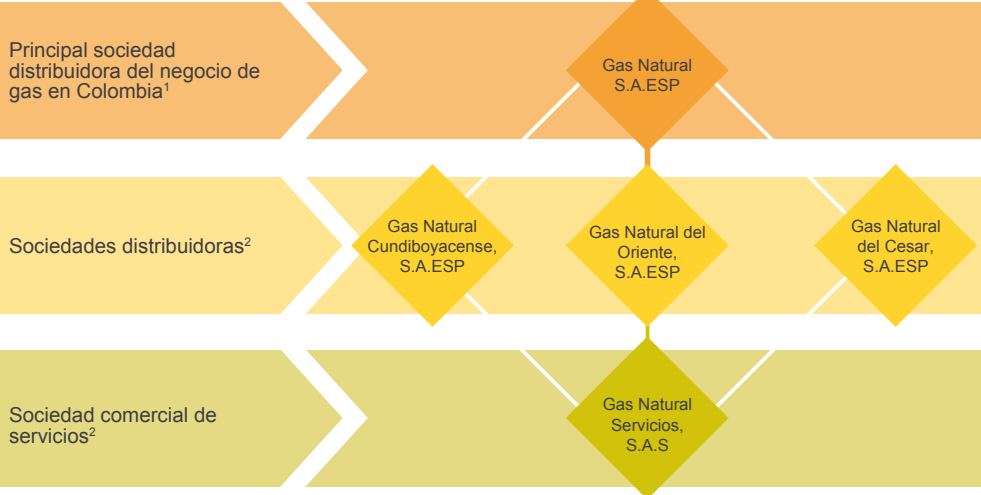 Principal sociedad
distribuidora del negocio de
gas en Colombia¹
Gas Natural
S.A.ESP
Sociedades distribuidoras²
Gas Natural
Cundiboyacense,
S.A.ESP
Gas Natural del
Oriente,
S.A.ESP
Gas Natural
del Cesar,
S.A.ESP
Sociedad comercial de
servicios²
Gas Natural
Servicios,
S.A.S